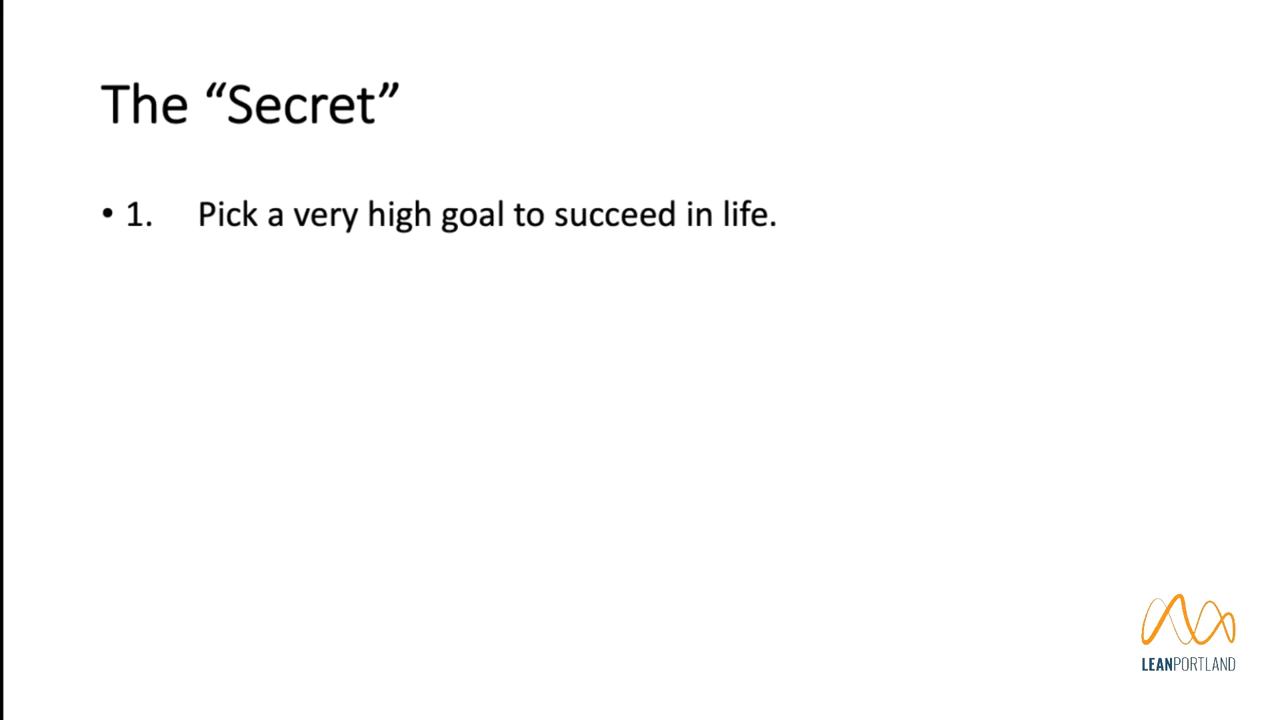 The “Secret”
• 1. Pick a very high goal to succeed in life.
LEANPORTLAND